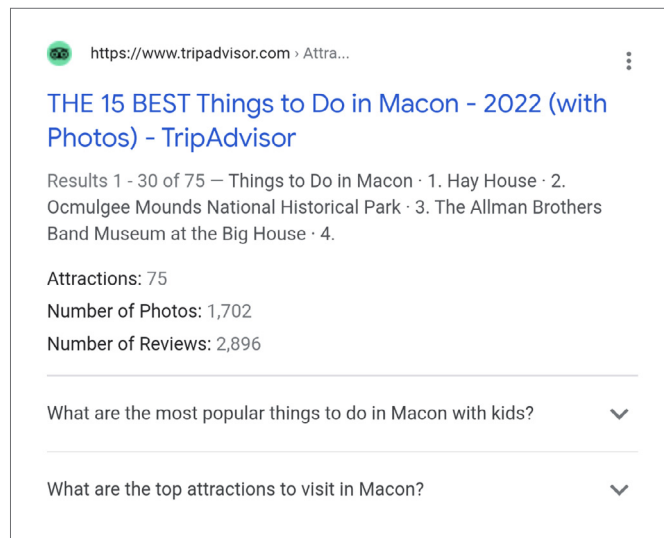 https://www.tripadvisor.com › Attra...
THE 15 BEST Things to Do in Macon - 2022 (with
Photos) - TripAdvisor
Results 1 - 30 of 75 — Things to Do in Macon · 1. Hay House · 2.
Ocmulgee Mounds National Historical Park · 3. The Allman Brothers
Band Museum at the Big House · 4.
Attractions: 75
Number of Photos: 1,702
Number of Reviews: 2,896
What are the most popular things to do in Macon with kids?
What are the top attractions to visit in Macon?